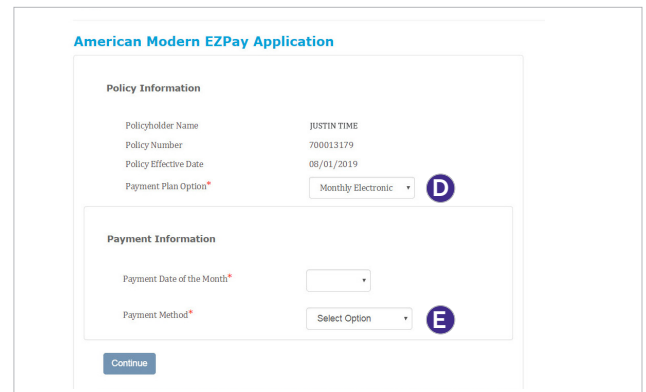 American Modern EZPay Application
Policy Information
Policyholder Name JUSTIN TIME
Policy Number 700013179
Policy Effective Date 08/01/2019
Payment Plan Option* Monthly Electronic D
Payment Information
Payment Date of the Month*
Payment Method* Select Option E
Continue